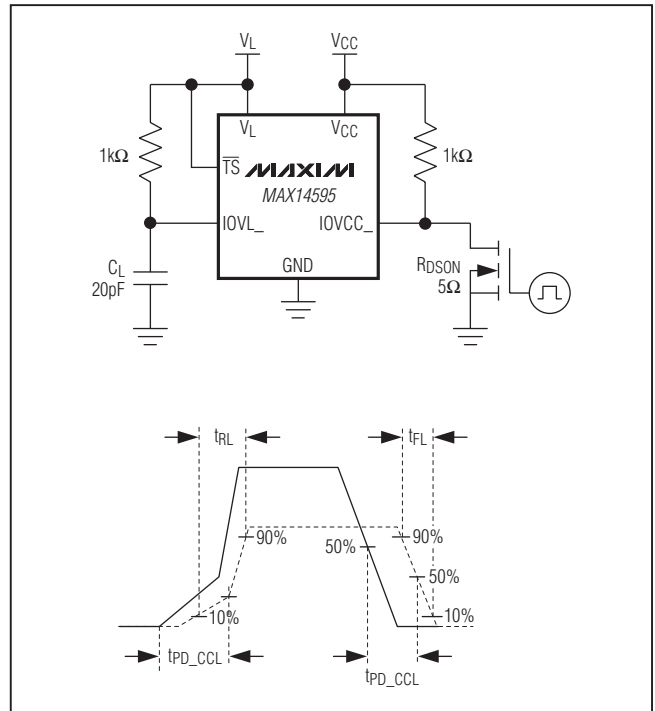 VL
VCC
VL
VCC
1kΩ
TS
MAXIM
1kΩ
MAX14595
IOVL_
IOVCC_
CL
20pF
GND
RDSON
5Ω
tRL
tFL
90%
50%
90%
50%
10%
10%
tPD_CCL
tPD_CCL